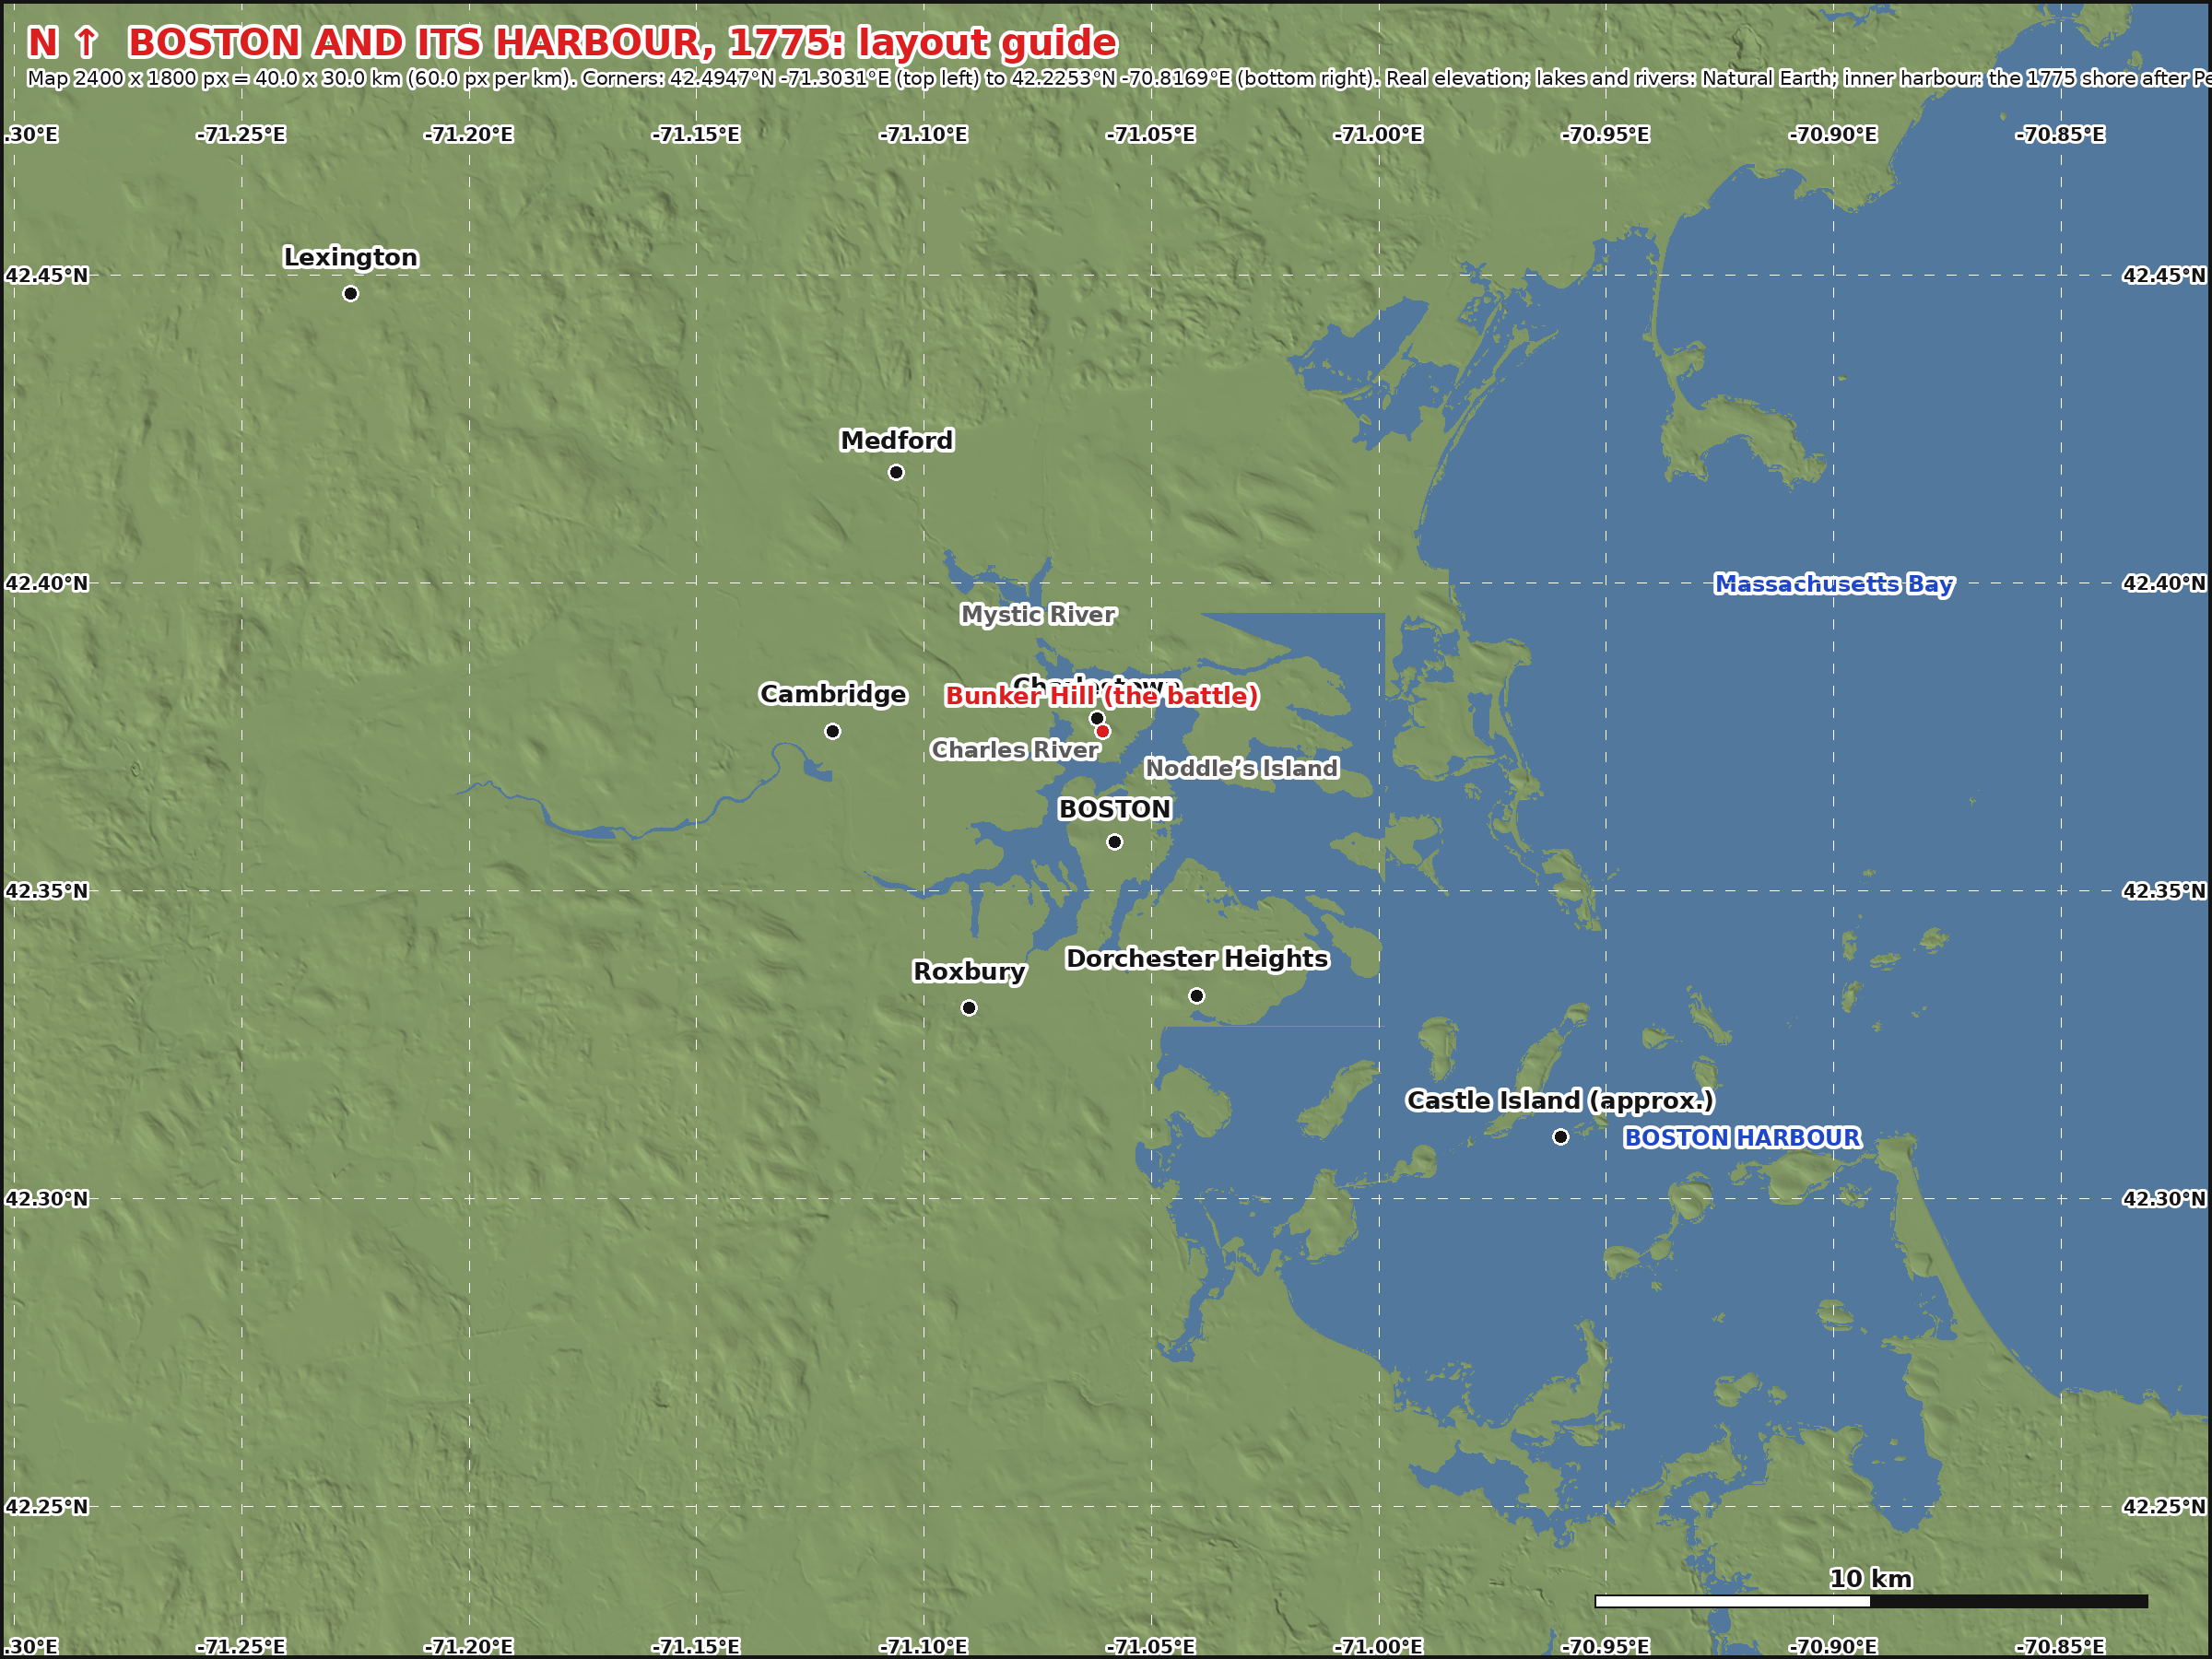 N ↑ BOSTON AND ITS HARBOUR, 1775: layout guide
Map 2400 x 1800 px = 40.0 x 30.0 km (60.0 px per km). Corners: 42.4947°N -71.3031°E (top left) to 42.2253°N -70.8169°E (bottom right). Real elevation; lakes and rivers: Natural Earth; inner harbour: the 1775 shore after
.30°E -71.25°E -71.20°E -71.15°E -71.10°E -71.05°E -71.00°E -70.95°E -70.90°E -70.85°E
Lexington
42.45°N 42.45°N
Medford
42.40°N Massachusetts Bay 42.40°N
Mystic River
Charlestown
Cambridge Bunker Hill (the battle)
Charles River
Noddle’s Island
BOSTON
42.35°N 42.35°N
Dorchester Heights
Roxbury
Castle Island (approx.)
BOSTON HARBOUR
42.30°N 42.30°N
42.25°N 42.25°N
10 km
.30°E -71.25°E -71.20°E -71.15°E -71.10°E -71.05°E -71.00°E -70.95°E -70.90°E -70.85°E